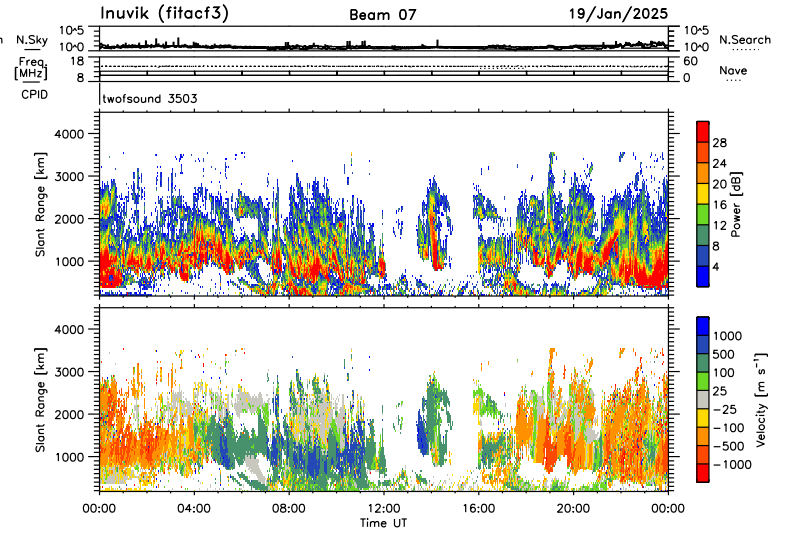 Inuvik (fitacf3) Beam 07 19/Jan/2025
N.Sky 10^5 10^0 10^5 10^0 N.Search
Freq. [MHz] 18 8 60 0 Nave
CPID twofsound 3503
Slant Range [km] 4000 3000 2000 1000
28 24 20 16 12 8 4 Power [dB]
Slant Range [km] 4000 3000 2000 1000
1000 500 100 25 -25 -100 -500 -1000 Velocity [m s⁻¹]
00:00 04:00 08:00 12:00 16:00 20:00 00:00
Time UT